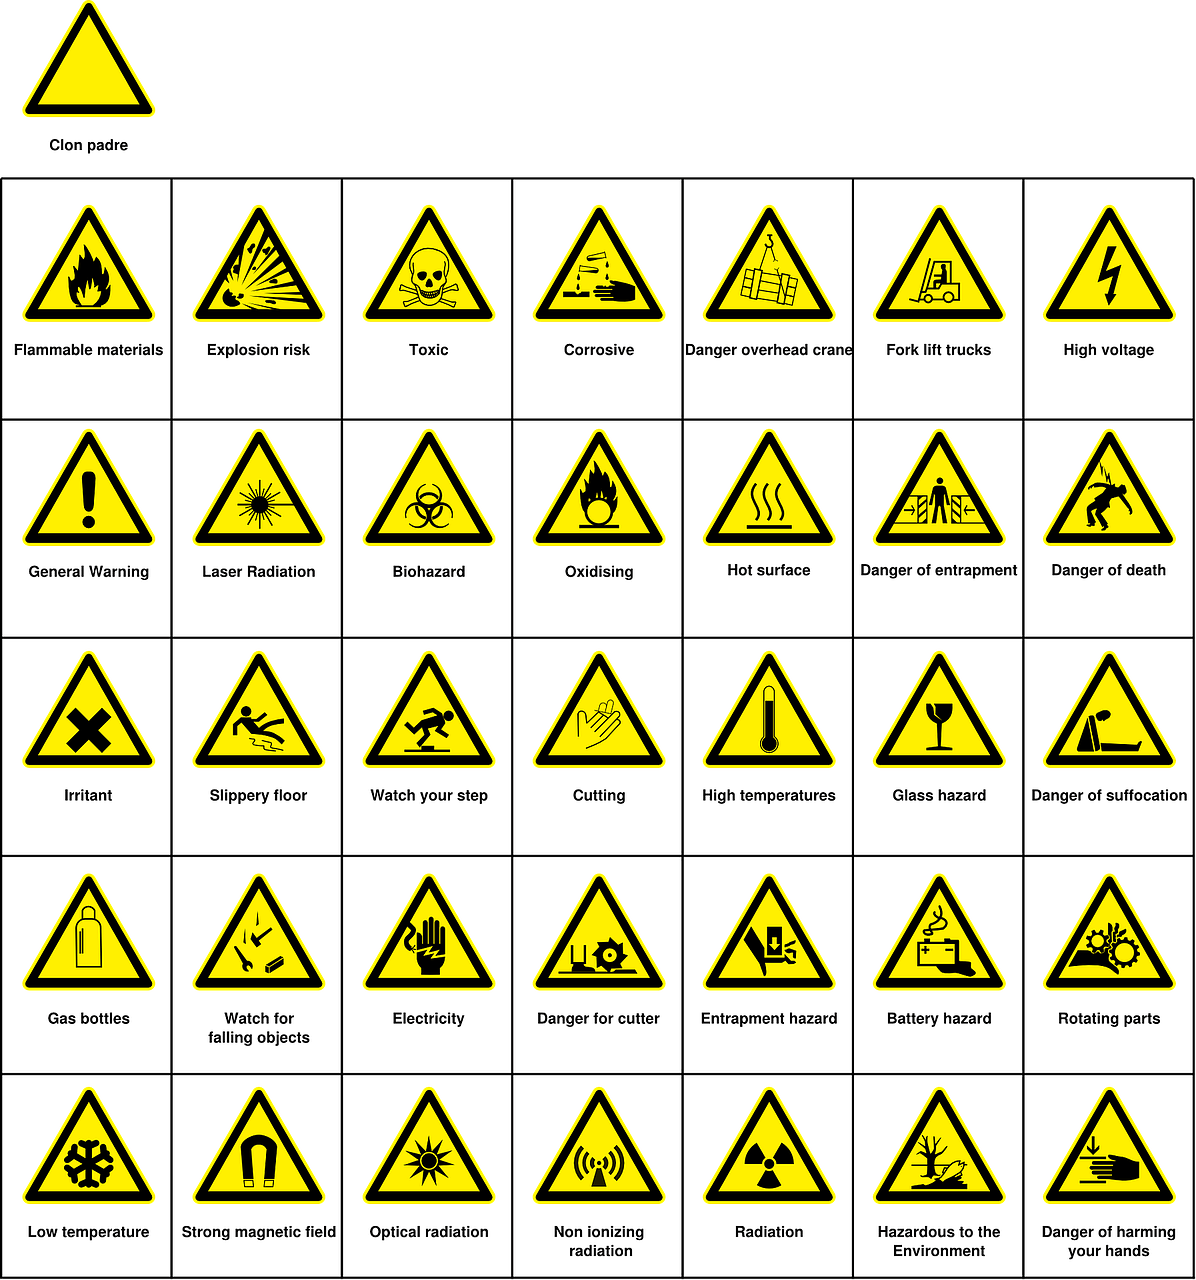 Clon padre
Flammable materials
Explosion risk
Toxic
Corrosive
Danger overhead crane
Fork lift trucks
High voltage
General Warning
Laser Radiation
Biohazard
Oxidising
Hot surface
Danger of entrapment
Danger of death
Irritant
Slippery floor
Watch your step
Cutting
High temperatures
Glass hazard
Danger of suffocation
Gas bottles
Watch for
falling objects
Electricity
Danger for cutter
Entrapment hazard
Battery hazard
Rotating parts
Low temperature
Strong magnetic field
Optical radiation
Non ionizing
radiation
Radiation
Hazardous to the
Environment
Danger of harming
your hands